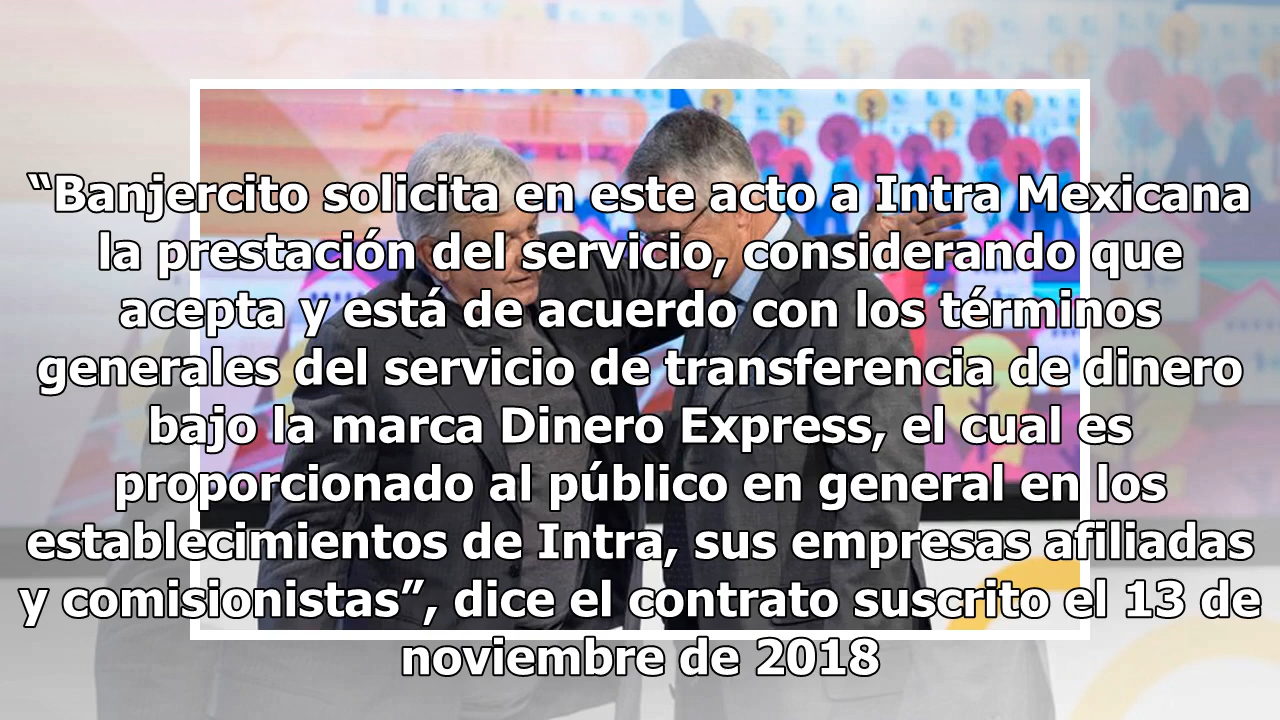 “Banjercito solicita en este acto a Intra Mexicana
la prestación del servicio, considerando que
acepta y está de acuerdo con los términos
generales del servicio de transferencia de dinero
bajo la marca Dinero Express, el cual es
proporcionado al público en general en los
establecimientos de Intra, sus empresas afiliadas
y comisionistas”, dice el contrato suscrito el 13 de
noviembre de 2018